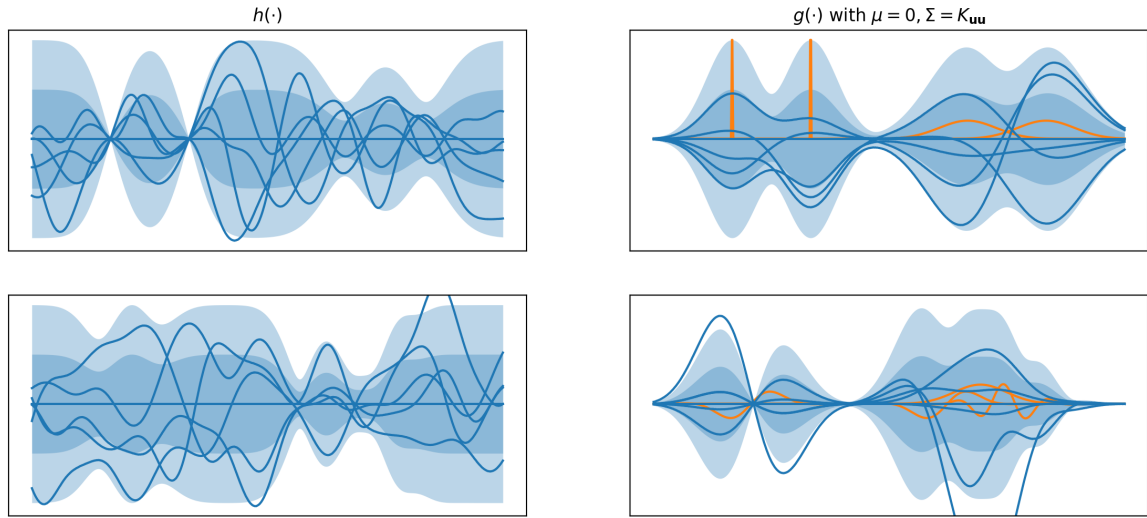 h(·)
g(·) with μ = 0, Σ = K_uu